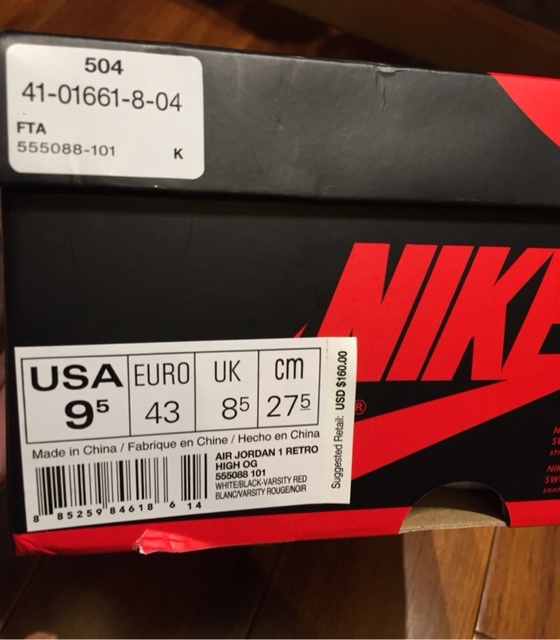 504
41-01661-8-04
FTA
555088-101 K
NIKE
®
USA EURO UK cm
9⁵ 43 8⁵ 27⁵
Made in China / Fabrique en Chine / Hecho en China
AIR JORDAN 1 RETRO
HIGH OG
555088 101
WHITE/BLACK-VARSITY RED
BLANC/VARSITY ROUGE/NOIR
8 85259 84618 6 14
Suggested Retail: USD $160.00